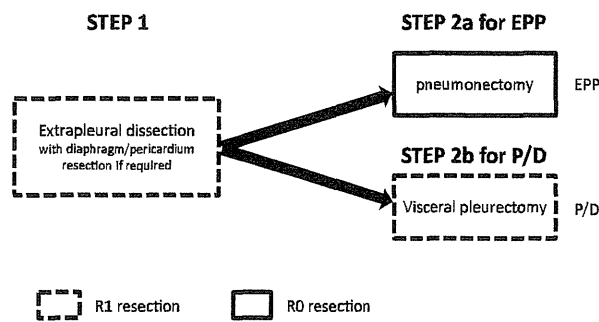 STEP 1
STEP 2a for EPP
pneumonectomy
EPP
Extrapleural dissection
with diaphragm/pericardium
resection if required
STEP 2b for P/D
Visceral pleurectomy
P/D
R1 resection
R0 resection